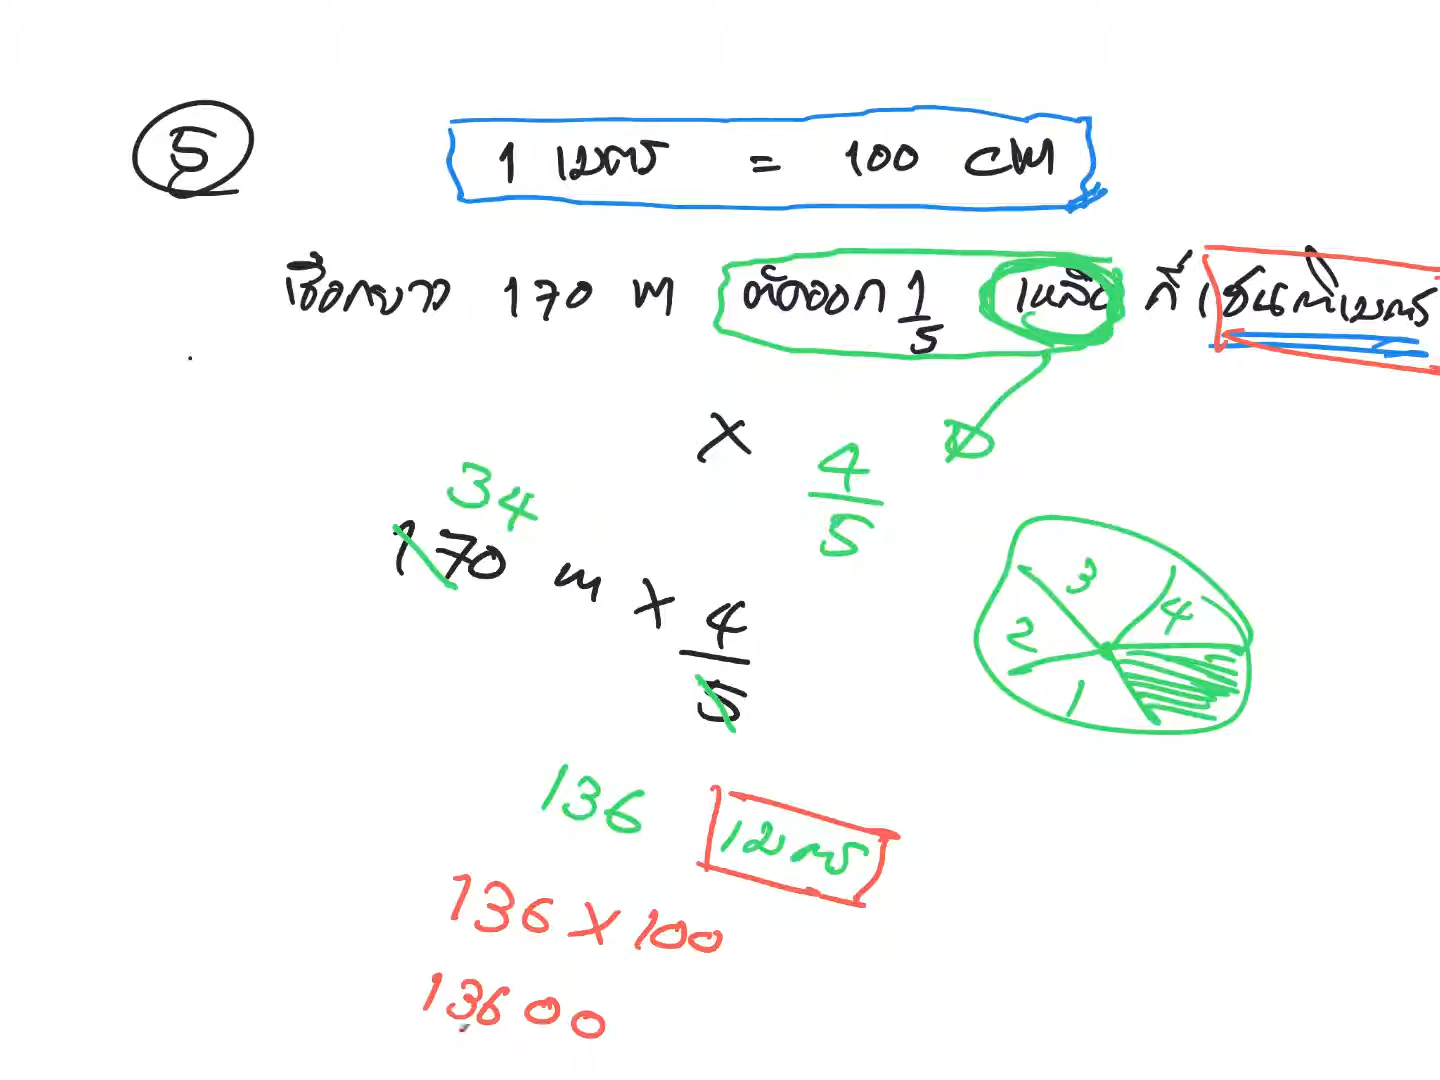 5
1 เมตร = 100 cm
เชือกยาว 170 m ตัดออก 1/5 เหลือ กี่เซนติเมตร
× 4/5
34
170 m × 4/5
3
4
2
1
136 เมตร
136 × 100
13600